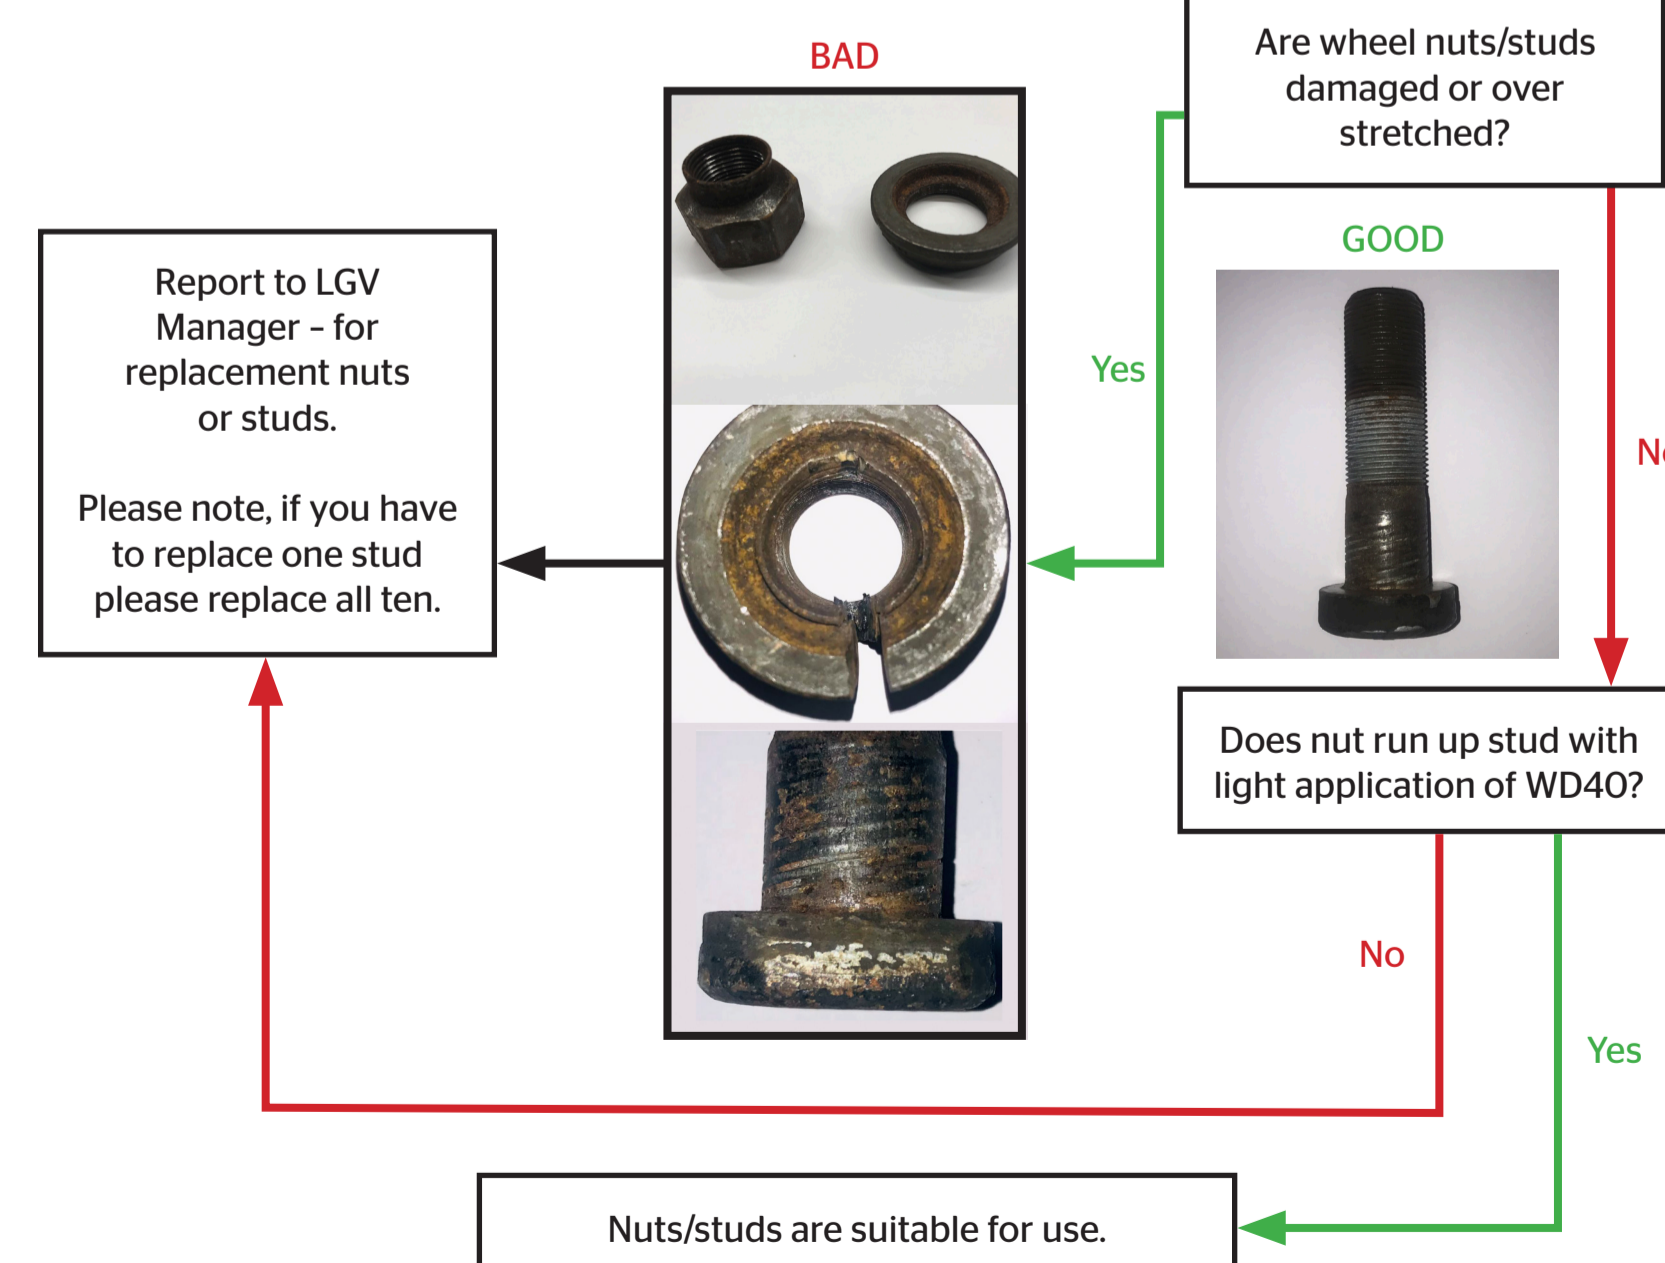 Are wheel nuts/studs
damaged or over
stretched?
BAD
Yes
GOOD
Report to LGV
Manager – for
replacement nuts
or studs.
Please note, if you have
to replace one stud
please replace all ten.
Does nut run up stud with
light application of WD40?
No
Yes
Nuts/studs are suitable for use.